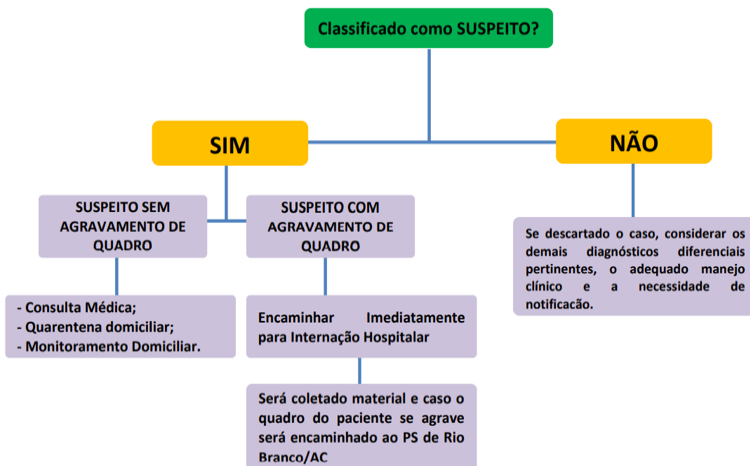 Classificado como SUSPEITO?
SIM
NÃO
SUSPEITO SEM
AGRAVAMENTO DE
QUADRO
SUSPEITO COM
AGRAVAMENTO DE
QUADRO
Se descartado o caso, considerar os
demais diagnósticos diferenciais
pertinentes, o adequado manejo
clínico e a necessidade de
notificacão.
- Consulta Médica;
- Quarentena domiciliar;
- Monitoramento Domiciliar.
Encaminhar Imediatamente
para Internação Hospitalar
Será coletado material e caso o
quadro do paciente se agrave
será encaminhado ao PS de Rio
Branco/AC